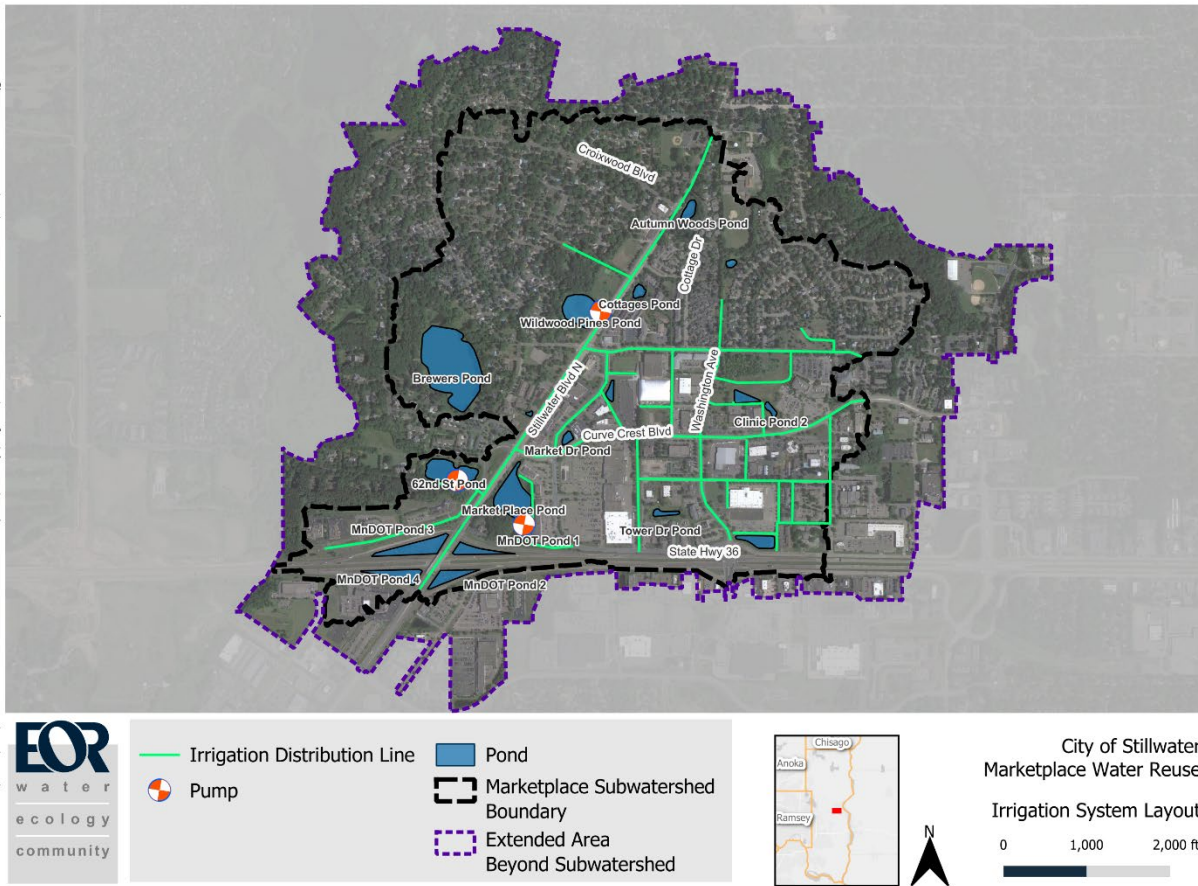 Croixwood Blvd
Autumn Woods Pond
Cottage Dr
Cottages Pond
Wildwood Pines Pond
Brewers Pond
Stillwater Blvd N
Washington Ave
Clinic Pond 2
Curve Crest Blvd
Market Dr Pond
62nd St Pond
Market Place Pond
MnDOT Pond 3
MnDOT Pond 1
Tower Dr Pond
State Hwy 36
MnDOT Pond 4
MnDOT Pond 2
EOR
water
ecology
community
Irrigation Distribution Line
Pump
Pond
Marketplace Subwatershed
Boundary
Extended Area
Beyond Subwatershed
Chisago
Anoka
Ramsey
N
City of Stillwater
Marketplace Water Reuse
Irrigation System Layout
0 1,000 2,000 ft